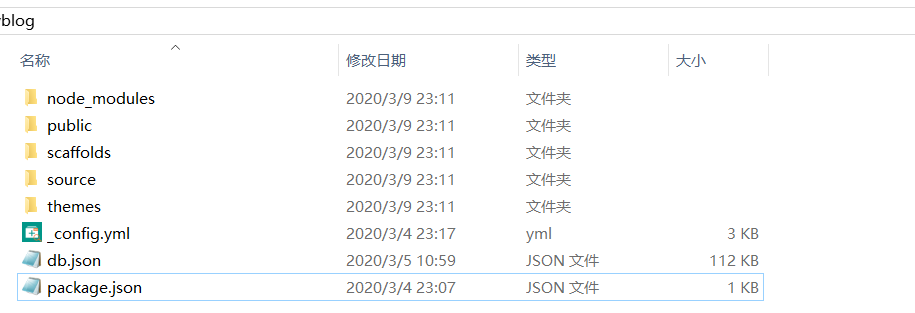 blog
名称 修改日期 类型 大小
node_modules 2020/3/9 23:11 文件夹
public 2020/3/9 23:11 文件夹
scaffolds 2020/3/9 23:11 文件夹
source 2020/3/9 23:11 文件夹
themes 2020/3/9 23:11 文件夹
_config.yml 2020/3/4 23:17 yml 3 KB
db.json 2020/3/5 10:59 JSON 文件 112 KB
package.json 2020/3/4 23:07 JSON 文件 1 KB